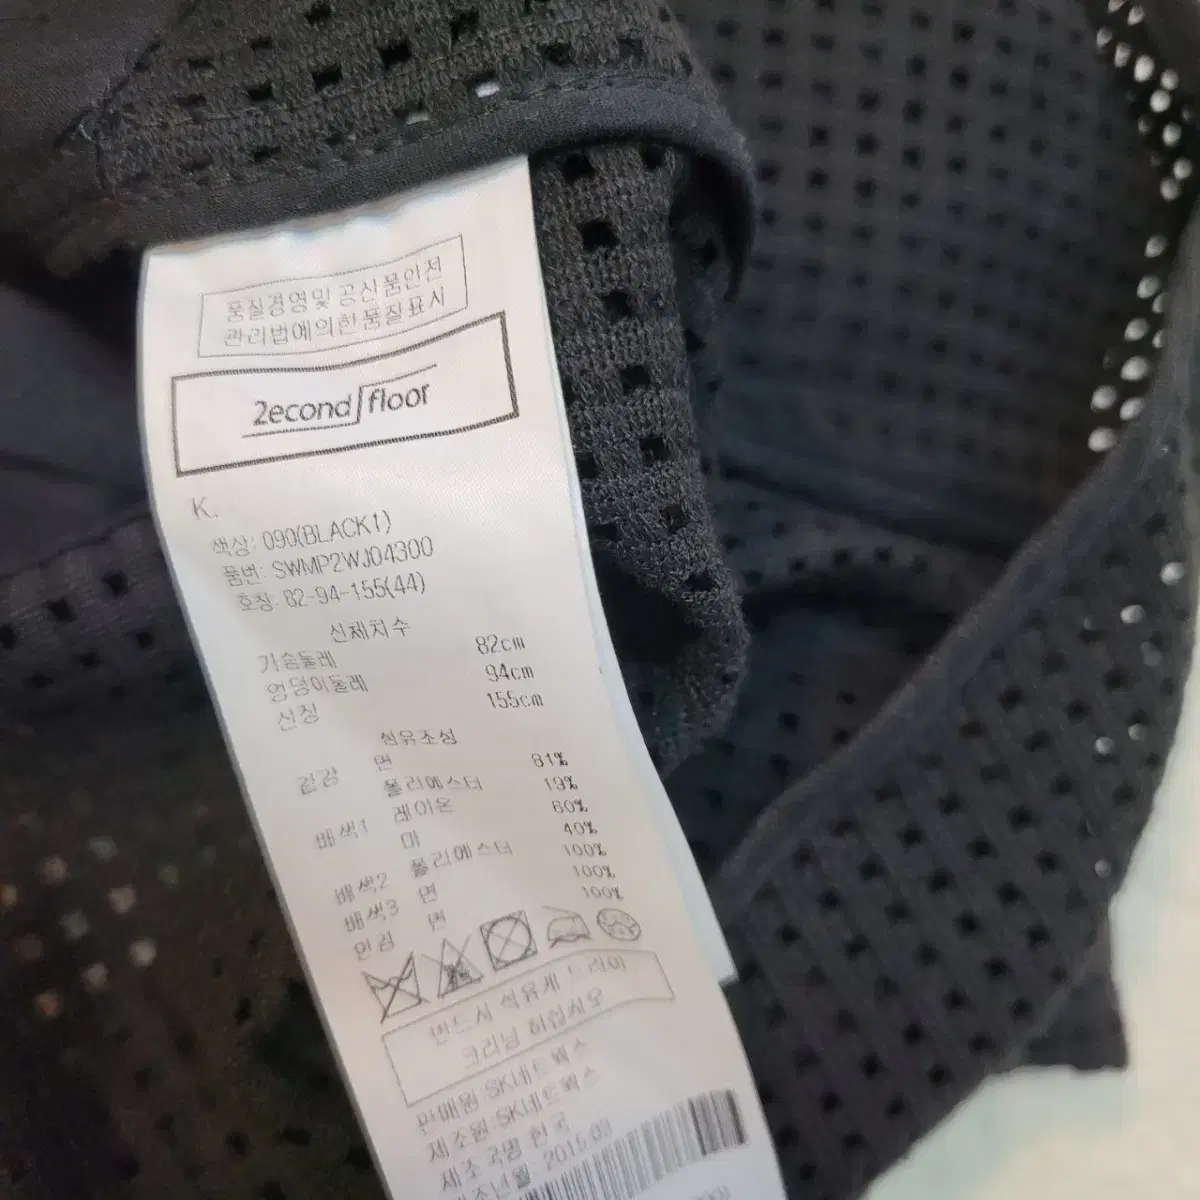 품질경영및 공산품안전
관리법에의한품질표시
2econd floor
K.
색상: 090(BLACK1)
품번: SWMP2WJ04300
호칭: 82-94-155(44)
신체치수
가슴둘레 82cm
엉덩이둘레 94cm
신장 155cm
섬유조성
겉감 면 81%
폴리에스터 19%
배색1 레이온 60%
마 40%
배색2 폴리에스터 100%
배색3 면 100%
안감 면 100%
반드시 석유계 드라이
크리닝 하십시오
판매원:SK네트웍스
제조원:SK네트웍스
제조 국명 한국
제조년월: 2015.03